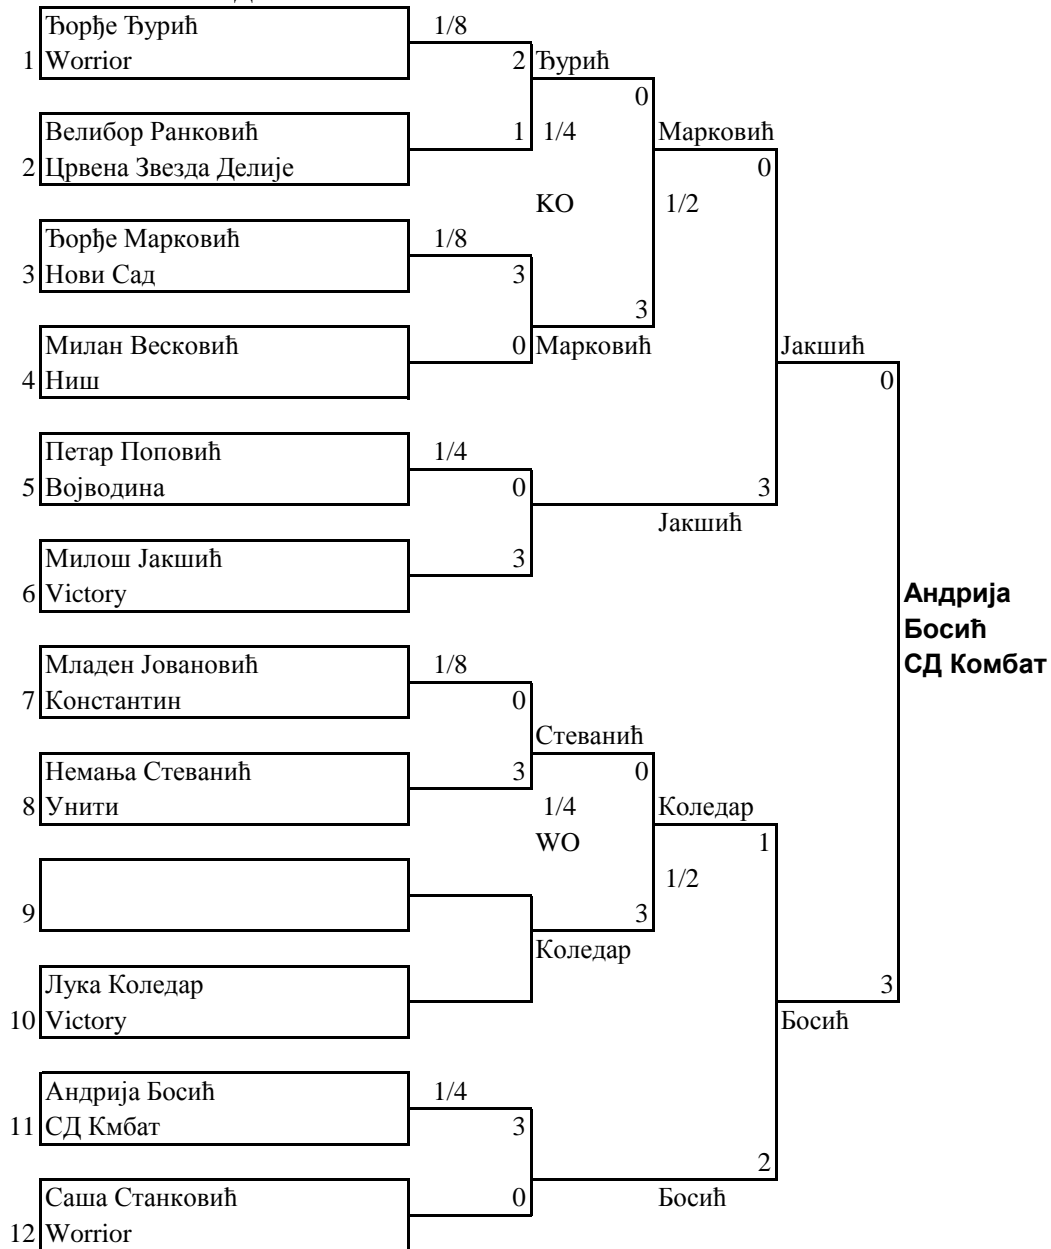 Ђорђе Ђурић 1/8
1 Worrior 2 Ђурић
0
Велибор Ранковић 1 1/4 Марковић
2 Црвена Звезда Делије 0
KO 1/2
Ђорђе Марковић 1/8
3 Нови Сад 3
3
Милан Весковић 0 Марковић Јакшић
4 Ниш 0
Петар Поповић 1/4
5 Војводина 0 3
Јакшић
Милош Јакшић 3
6 Victory Андрија
Босић
Младен Јовановић 1/8 СД Комбат
7 Константин 0
Стеванић
Немања Стеванић 3 0
8 Унити 1/4 Коледар
WO 1
1/2
9 3
Коледар
Лука Коледар 3
10 Victory Босић
Андрија Босић 1/4
11 СД Кмбат 3
2
Саша Станковић 0 Босић
12 Worrior